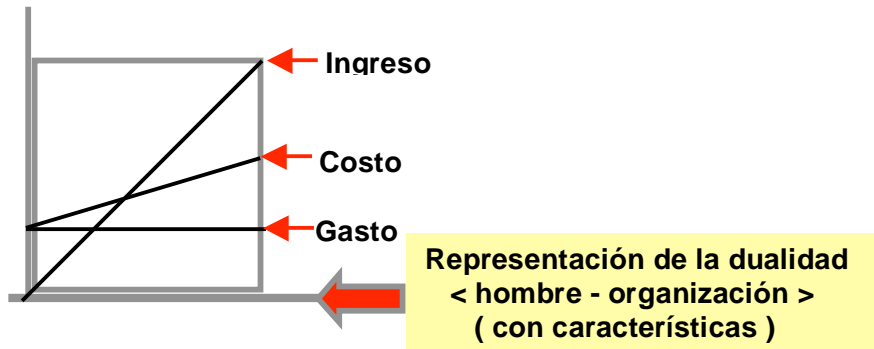 Ingreso
Costo
Gasto
Representación de la dualidad
< hombre - organización >
( con características )